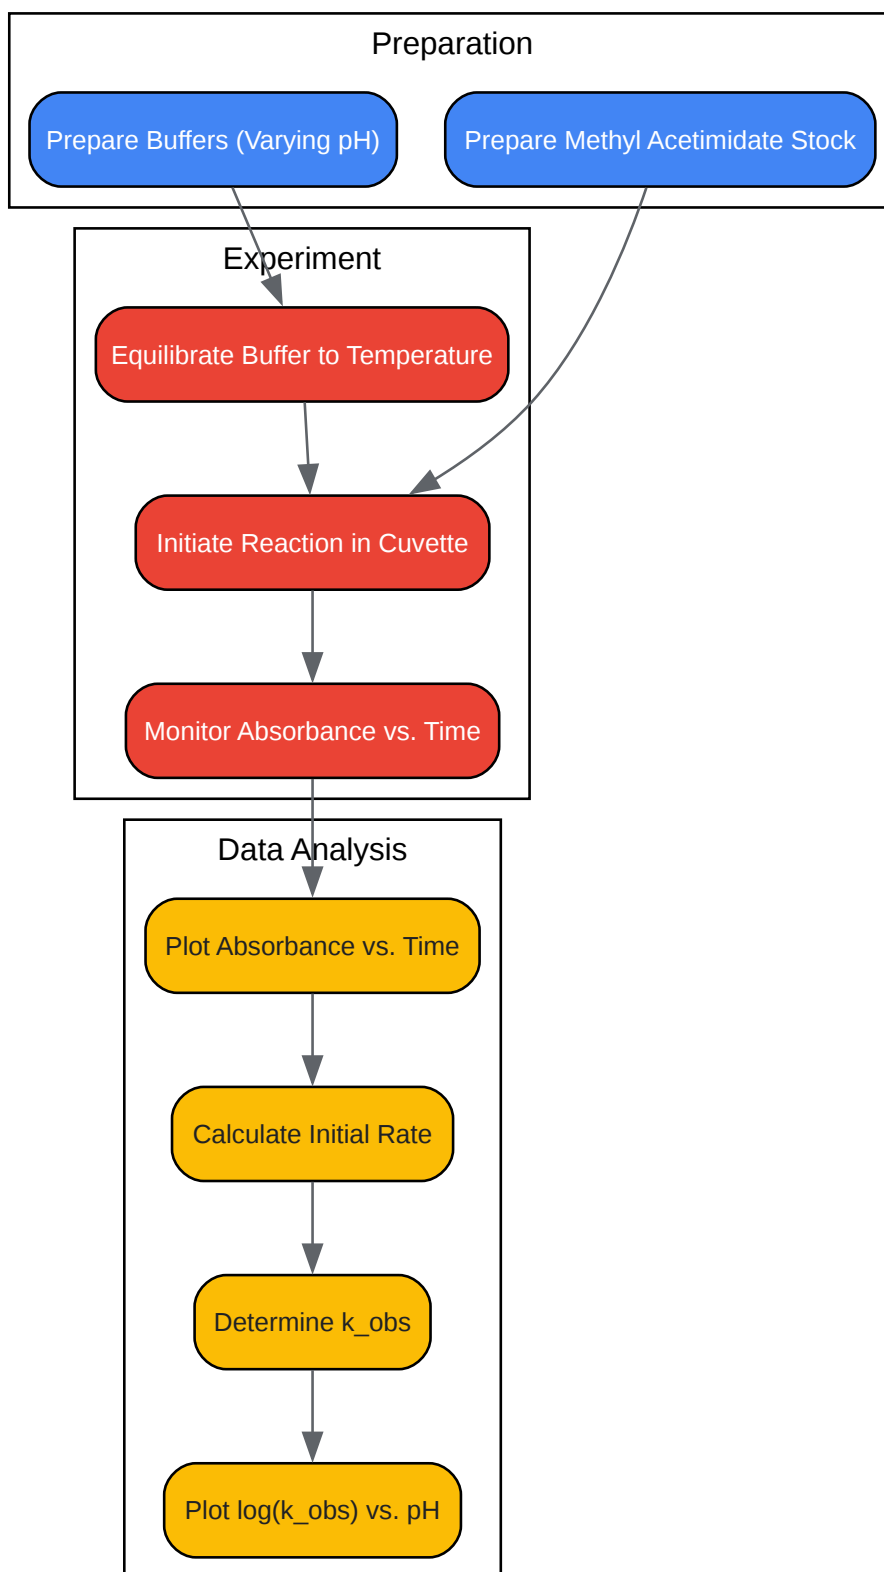 Preparation
Prepare Buffers (Varying pH)
Prepare Methyl Acetimidate Stock
Experiment
Equilibrate Buffer to Temperature
Initiate Reaction in Cuvette
Monitor Absorbance vs. Time
Data Analysis
Plot Absorbance vs. Time
Calculate Initial Rate
Determine k_obs
Plot log(k_obs) vs. pH